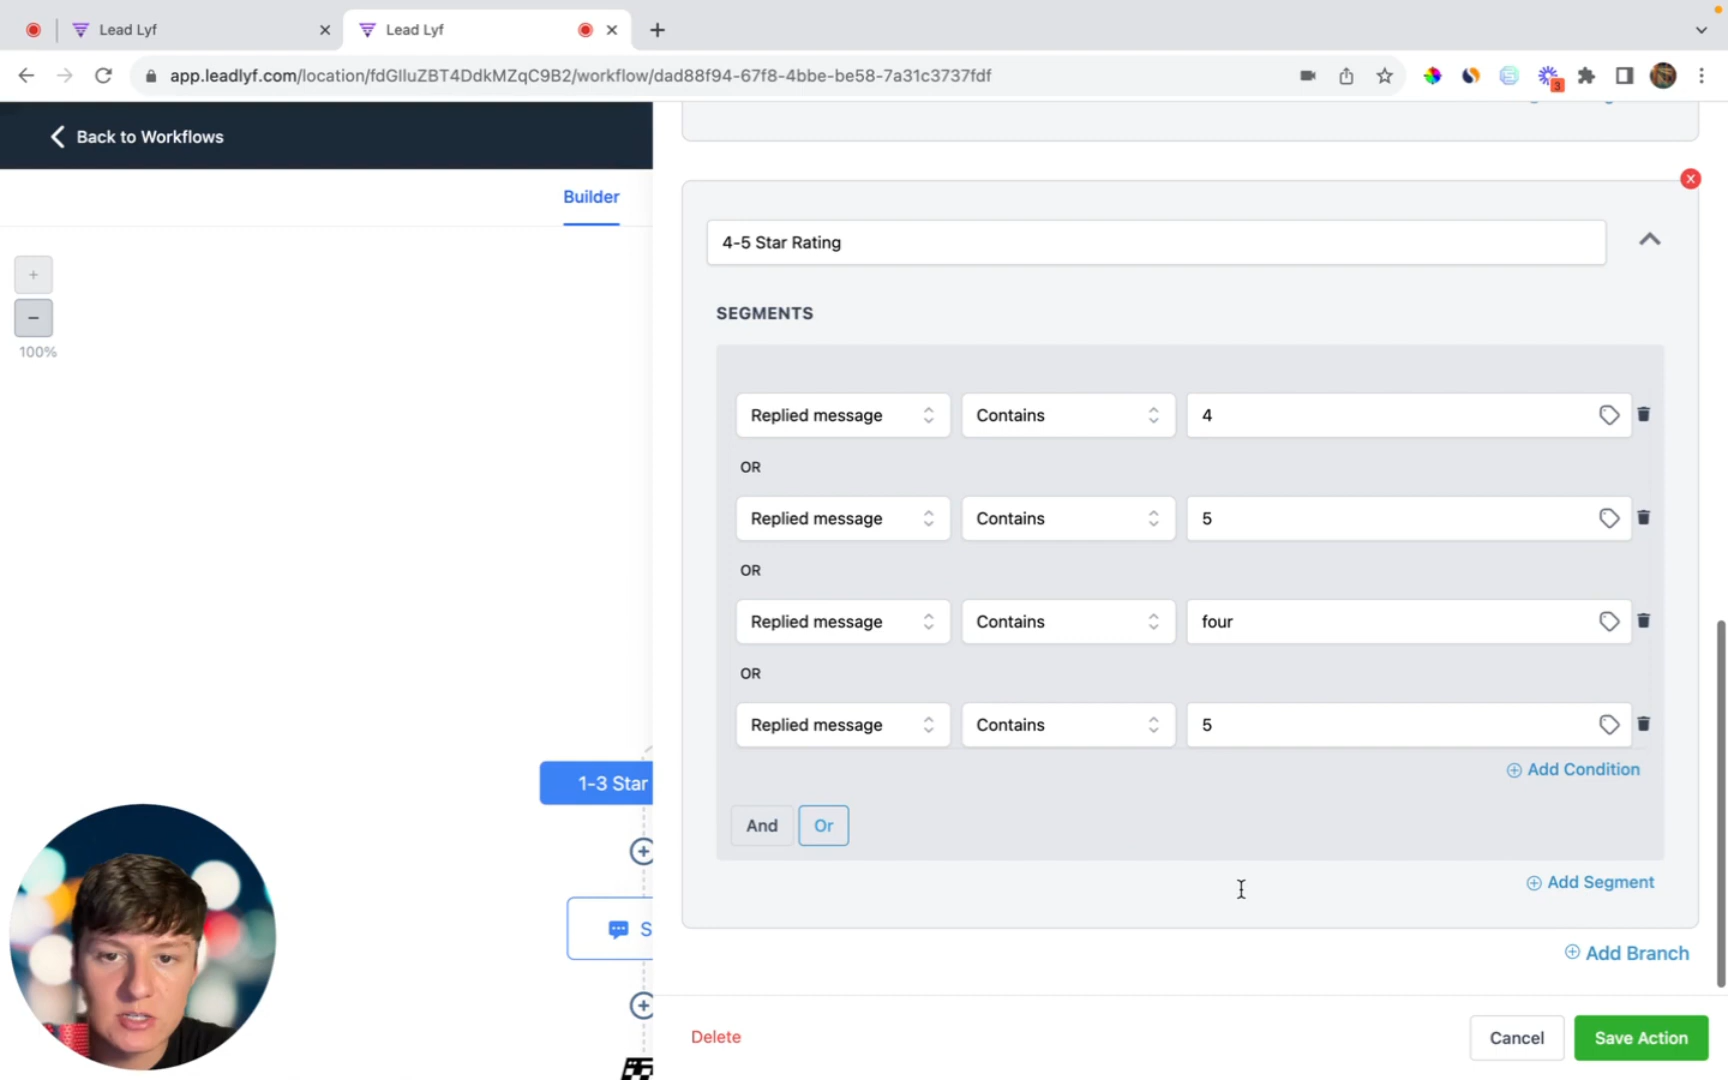 Lead Lyf
Lead Lyf
app.leadlyf.com/location/fdGlluZBT4DdkMZqC9B2/workflow/dad88f94-67f8-4bbe-be58-7a31c3737fdf
3
Back to Workflows
Builder
100%
4-5 Star Rating
SEGMENTS
Replied message Contains 4
OR
Replied message Contains 5
OR
Replied message Contains four
OR
Replied message Contains 5
Add Condition
And Or
Add Segment
Add Branch
1-3 Star
S
Delete Cancel Save Action